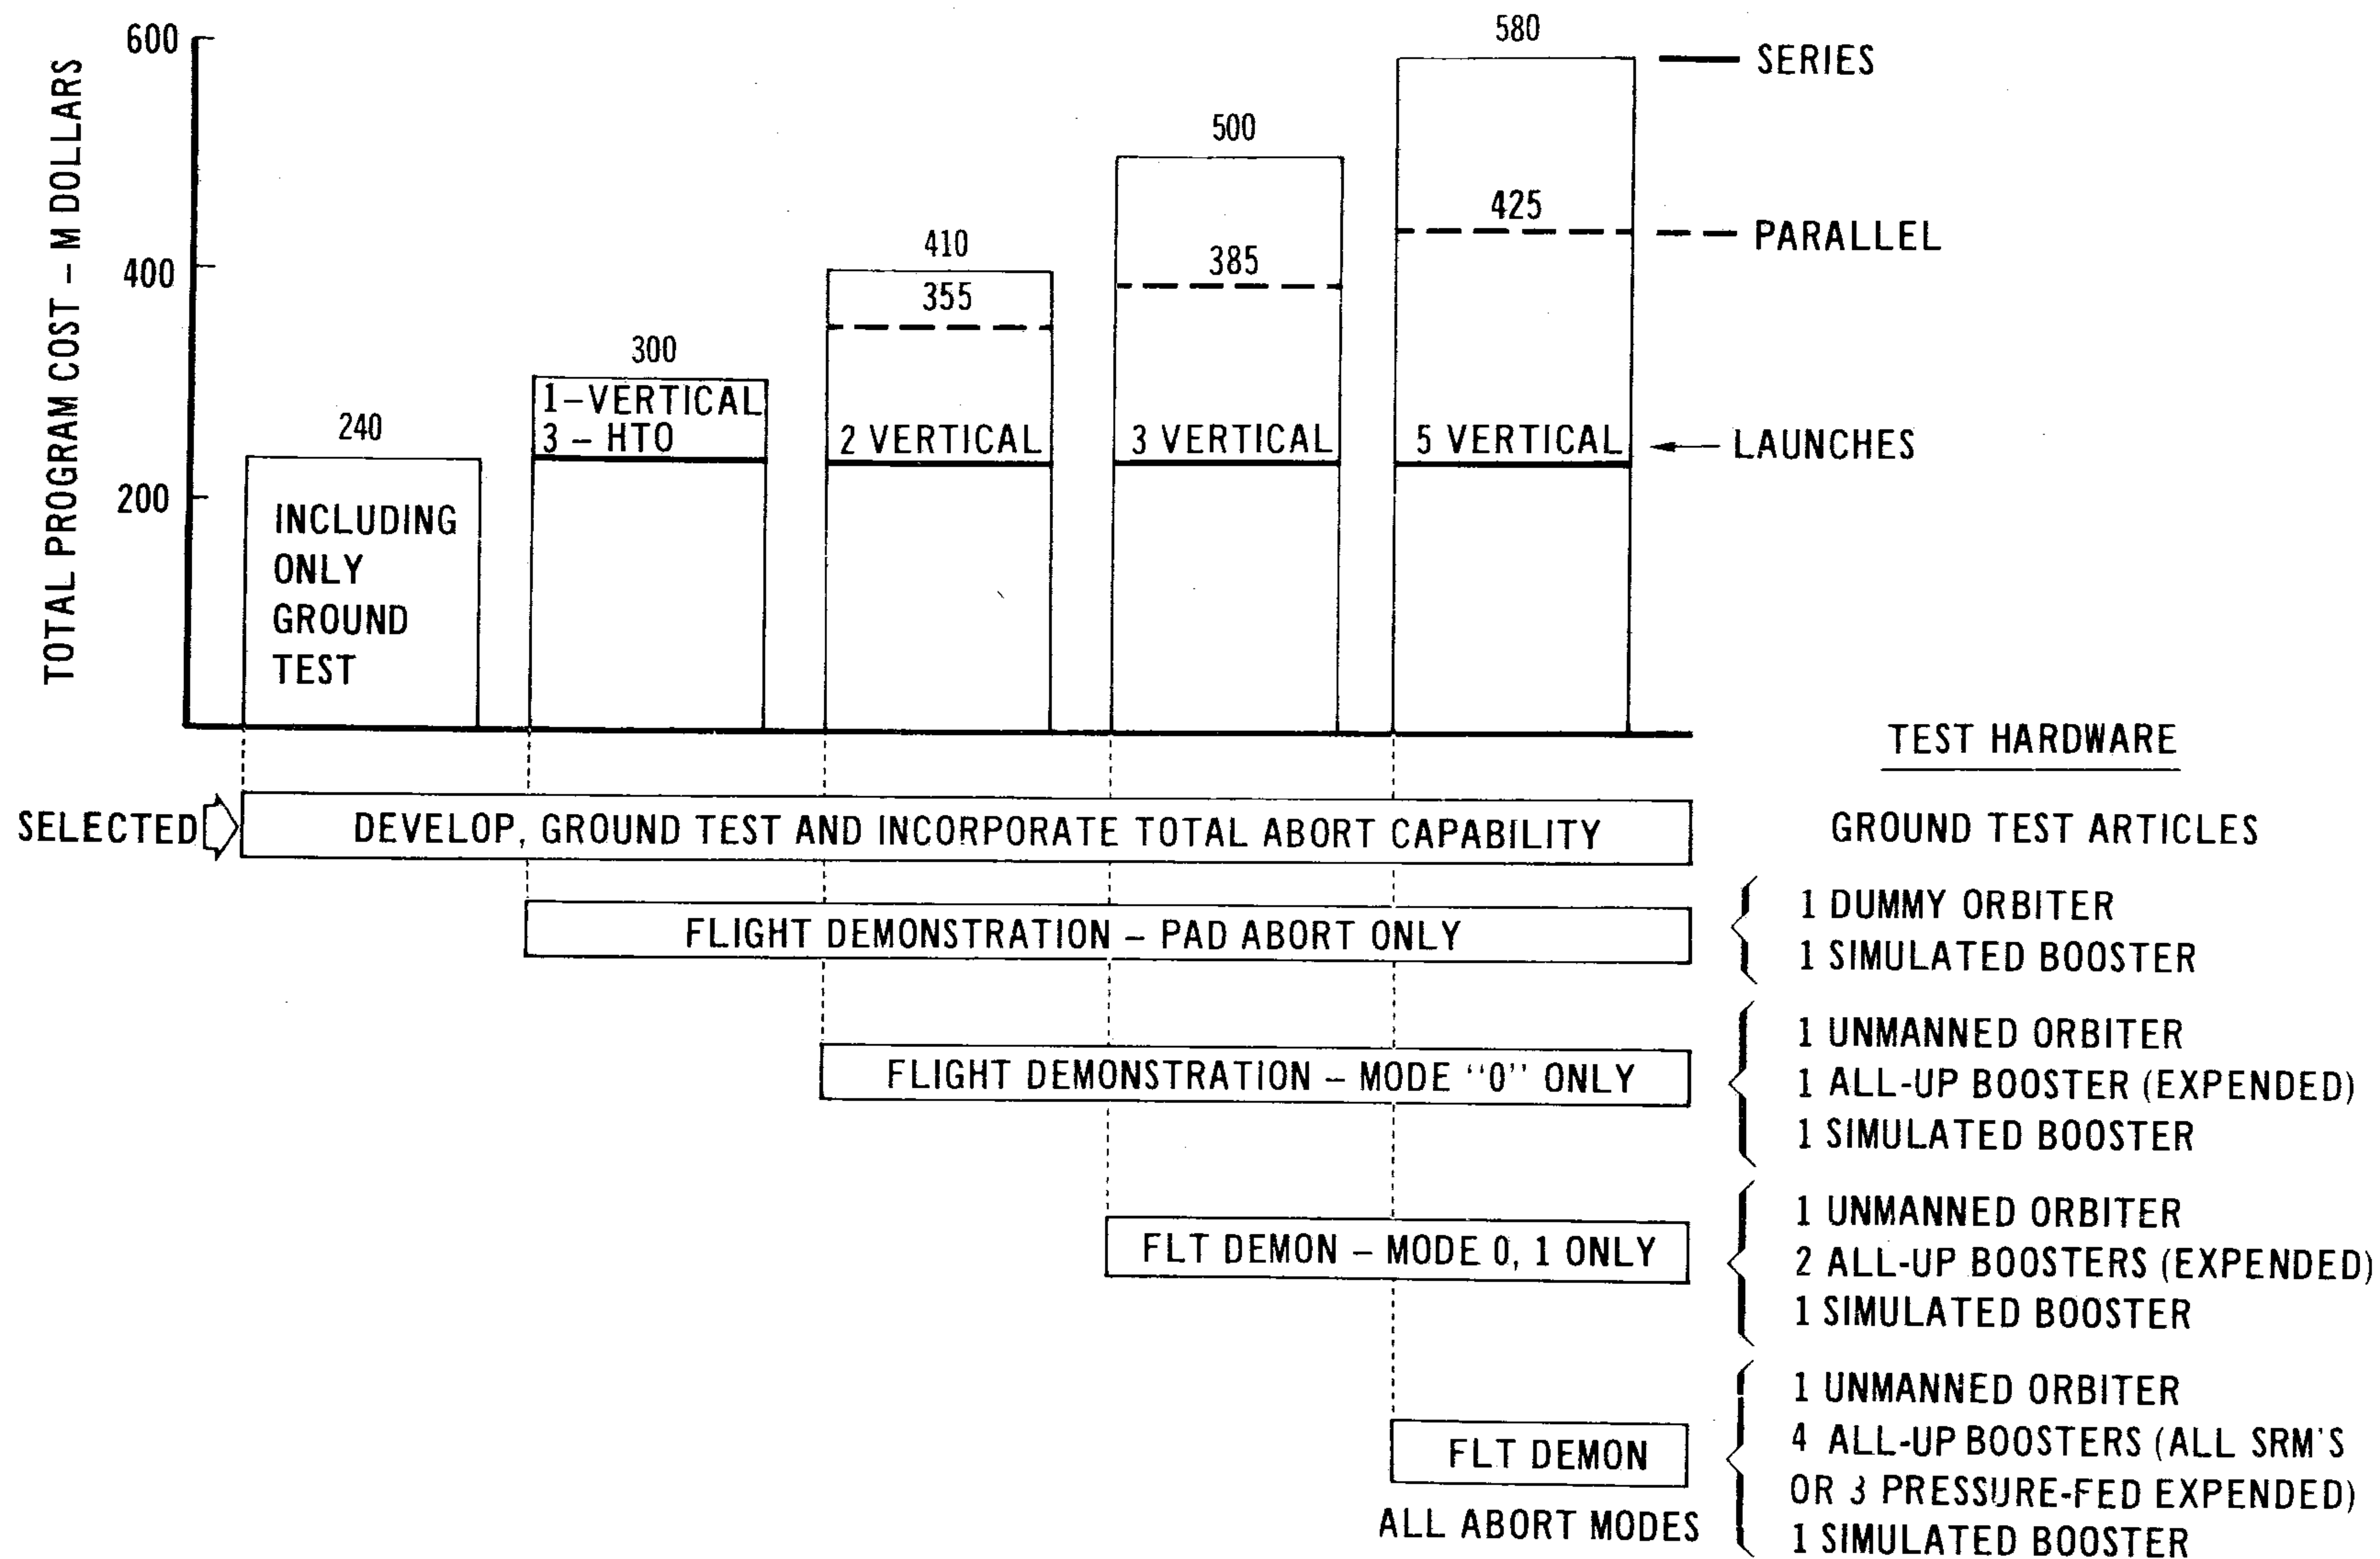 TOTAL PROGRAM COST – M DOLLARS
600
400
200
240
INCLUDING
ONLY
GROUND
TEST
300
1–VERTICAL
3 – HTO
410
355
2 VERTICAL
500
385
3 VERTICAL
580
425
5 VERTICAL
SERIES
PARALLEL
LAUNCHES
TEST HARDWARE
SELECTED
DEVELOP, GROUND TEST AND INCORPORATE TOTAL ABORT CAPABILITY
GROUND TEST ARTICLES
FLIGHT DEMONSTRATION – PAD ABORT ONLY
1 DUMMY ORBITER
1 SIMULATED BOOSTER
FLIGHT DEMONSTRATION – MODE "0" ONLY
1 UNMANNED ORBITER
1 ALL-UP BOOSTER (EXPENDED)
1 SIMULATED BOOSTER
FLT DEMON – MODE 0, 1 ONLY
1 UNMANNED ORBITER
2 ALL-UP BOOSTERS (EXPENDED)
1 SIMULATED BOOSTER
FLT DEMON
ALL ABORT MODES
1 UNMANNED ORBITER
4 ALL-UP BOOSTERS (ALL SRM'S
OR 3 PRESSURE-FED EXPENDED)
1 SIMULATED BOOSTER